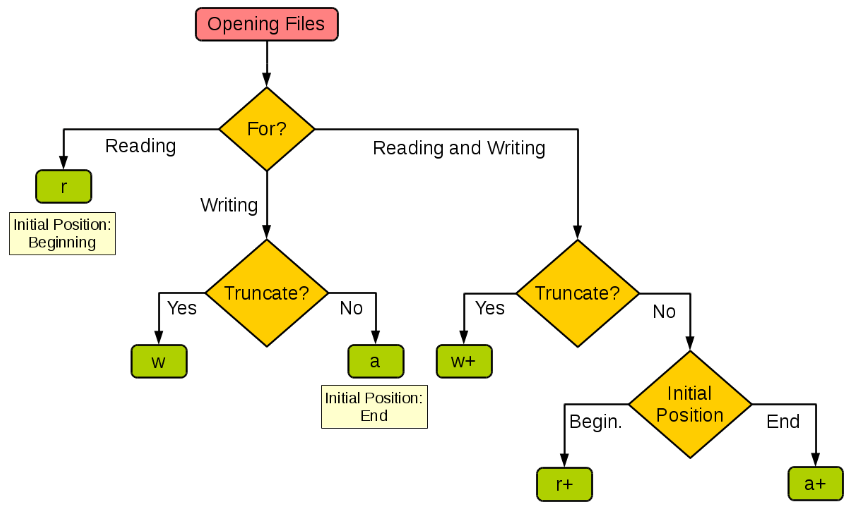 Opening Files
For?
Reading
Reading and Writing
r
Writing
Initial Position:
Beginning
Truncate?
Truncate?
Yes
No
Yes
No
w
a
w+
Initial Position:
End
Initial
Position
Begin.
End
r+
a+